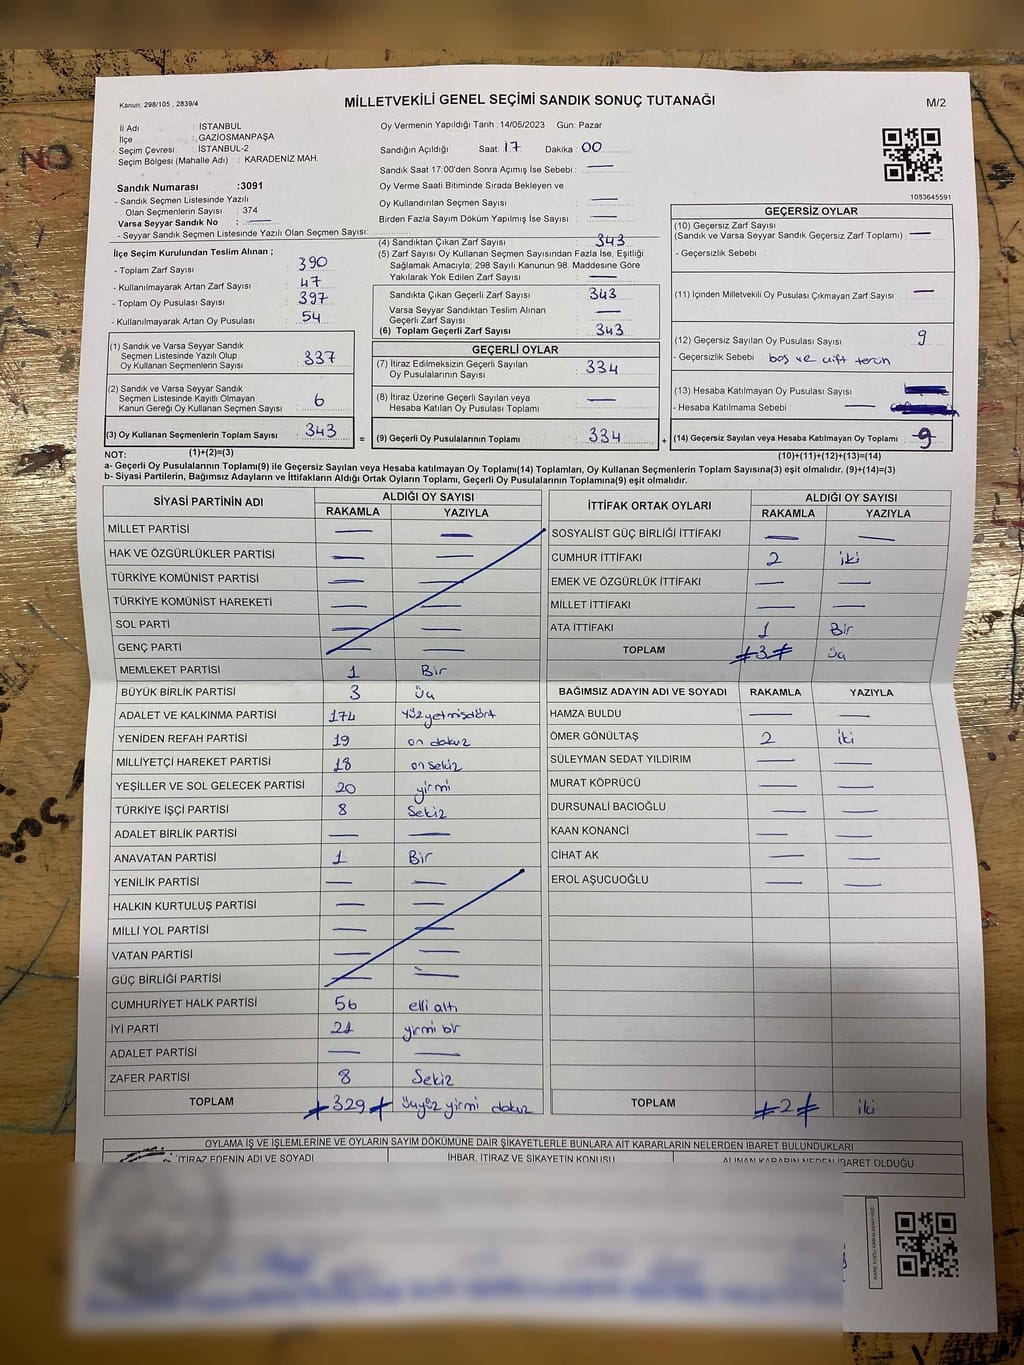 Kanun; 298/105 , 2839/4
MİLLETVEKİLİ GENEL SEÇİMİ SANDIK SONUÇ TUTANAĞI
M/2
İl Adı : İSTANBUL
İlçe : GAZİOSMANPAŞA
Seçim Çevresi : İSTANBUL-2
Seçim Bölgesi (Mahalle Adı) : KARADENİZ MAH.
Sandık Numarası :3091
- Sandık Seçmen Listesinde Yazılı
Olan Seçmenlerin Sayısı : 374
Varsa Seyyar Sandık No : —
- Seyyar Sandık Seçmen Listesinde Yazılı Olan Seçmen Sayısı:
Oy Vermenin Yapıldığı Tarih :14/05/2023 Gün: Pazar
Sandığın Açıldığı Saat: 17 Dakika: 00
Sandık Saat 17:00'den Sonra Açımış İse Sebebi : —
Oy Verme Saati Bitiminde Sırada Bekleyen ve
Oy Kullandırılan Seçmen Sayısı : —
Birden Fazla Sayım Döküm Yapılmış İse Sayısı : —
1083645591
İlçe Seçim Kurulundan Teslim Alınan ;
- Toplam Zarf Sayısı : 390
- Kullanılmayarak Artan Zarf Sayısı : 47
- Toplam Oy Pusulası Sayısı : 397
- Kullanılmayarak Artan Oy Pusulası : 54
(1) Sandık ve Varsa Seyyar Sandık
Seçmen Listesinde Yazılı Olup
Oy Kullanan Seçmenlerin Sayısı : 337
(2) Sandık ve Varsa Seyyar Sandık
Seçmen Listesinde Kayıtlı Olmayan
Kanun Gereği Oy Kullanan Seçmen Sayısı : 6
(3) Oy Kullanan Seçmenlerin Toplam Sayısı : 343
(1)+(2)=(3)
(4) Sandıktan Çıkan Zarf Sayısı : 343
(5) Zarf Sayısı Oy Kullanan Seçmen Sayısından Fazla İse, Eşitliği
Sağlamak Amacıyla; 298 Sayılı Kanunun 98. Maddesine Göre
Yakılarak Yok Edilen Zarf Sayısı : —
Sandıkta Çıkan Geçerli Zarf Sayısı : 343
Varsa Seyyar Sandıktan Teslim Alınan —
Geçerli Zarf Sayısı :
(6) Toplam Geçerli Zarf Sayısı : 343
GEÇERLİ OYLAR
(7) İtiraz Edilmeksizin Geçerli Sayılan
Oy Pusulalarının Sayısı : 334
(8) İtiraz Üzerine Geçerli Sayılan veya
Hesaba Katılan Oy Pusulası Toplamı : —
= (9) Geçerli Oy Pusulalarının Toplamı : 334 +
GEÇERSİZ OYLAR
(10) Geçersiz Zarf Sayısı
(Sandık ve Varsa Seyyar Sandık Geçersiz Zarf Toplamı) : —
- Geçersizlik Sebebi :
(11) İçinden Milletvekili Oy Pusulası Çıkmayan Zarf Sayısı : —
(12) Geçersiz Sayılan Oy Pusulası Sayısı : 9
- Geçersizlik Sebebi : boş ve çift tercih
(13) Hesaba Katılmayan Oy Pusulası Sayısı
- Hesaba Katılmama Sebebi : —
(14) Geçersiz Sayılan veya Hesaba Katılmayan Oy Toplamı : 9
(10)+(11)+(12)+(13)=(14)
NOT:
a- Geçerli Oy Pusulalarının Toplamı(9) ile Geçersiz Sayılan veya Hesaba katılmayan Oy Toplamı(14) Toplamları, Oy Kullanan Seçmenlerin Toplam Sayısına(3) eşit olmalıdır. (9)+(14)=(3)
b- Siyasi Partilerin, Bağımsız Adayların ve İttifakların Aldığı Ortak Oyların Toplamı, Geçerli Oy Pusulalarının Toplamına(9) eşit olmalıdır.
SİYASİ PARTİNİN ADI ALDIĞI OY SAYISI
RAKAMLA YAZIYLA
MİLLET PARTİSİ — —
HAK VE ÖZGÜRLÜKLER PARTİSİ — —
TÜRKİYE KOMÜNİST PARTİSİ — —
TÜRKİYE KOMÜNİST HAREKETİ — —
SOL PARTİ — —
GENÇ PARTİ — —
MEMLEKET PARTİSİ 1 Bir
BÜYÜK BİRLİK PARTİSİ 3 üç
ADALET VE KALKINMA PARTİSİ 174 Yüzyetmişdört
YENİDEN REFAH PARTİSİ 19 on dokuz
MİLLİYETÇİ HAREKET PARTİSİ 18 onsekiz
YEŞİLLER VE SOL GELECEK PARTİSİ 20 yirmi
TÜRKİYE İŞÇİ PARTİSİ 8 Sekiz
ADALET BİRLİK PARTİSİ — —
ANAVATAN PARTİSİ 1 Bir
YENİLİK PARTİSİ — —
HALKIN KURTULUŞ PARTİSİ — —
MİLLİ YOL PARTİSİ — —
VATAN PARTİSİ — —
GÜÇ BİRLİĞİ PARTİSİ — —
CUMHURİYET HALK PARTİSİ 56 elli altı
İYİ PARTİ 21 yirmi bir
ADALET PARTİSİ — —
ZAFER PARTİSİ 8 Sekiz
TOPLAM ≠329≠ üçyüz yirmi dokuz
İTTİFAK ORTAK OYLARI ALDIĞI OY SAYISI
RAKAMLA YAZIYLA
SOSYALİST GÜÇ BİRLİĞİ İTTİFAKI — —
CUMHUR İTTİFAKI 2 iki
EMEK VE ÖZGÜRLÜK İTTİFAKI — —
MİLLET İTTİFAKI — —
ATA İTTİFAKI 1 Bir
TOPLAM ≠3≠ üç
BAĞIMSIZ ADAYIN ADI VE SOYADI RAKAMLA YAZIYLA
HAMZA BULDU — —
ÖMER GÖNÜLTAŞ 2 iki
SÜLEYMAN SEDAT YILDIRIM — —
MURAT KÖPRÜCÜ — —
DURSUNALİ BACIOĞLU — —
KAAN KONANCİ — —
CİHAT AK — —
EROL AŞUCUOĞLU — —
TOPLAM ≠2≠ iki
OYLAMA İŞ VE İŞLEMLERİNE VE OYLARIN SAYIM DÖKÜMÜNE DAİR ŞİKAYETLERLE BUNLARA AİT KARARLARIN NELERDEN İBARET BULUNDUKLARI
İTİRAZ EDENİN ADI VE SOYADI İHBAR, İTİRAZ VE ŞİKAYETİN KONUSU ALINAN KARARIN NEDEN İBARET OLDUĞU